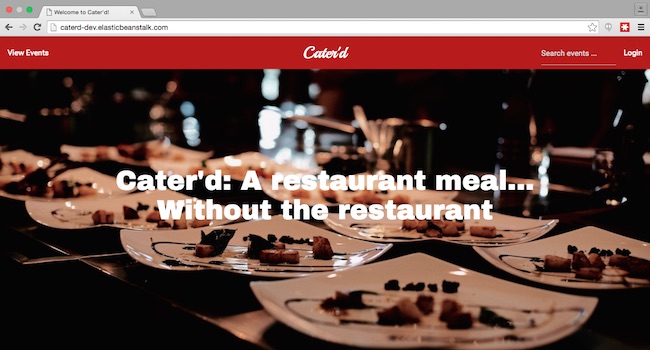 Welcome to Cater'd!
caterd-dev.elasticbeanstalk.com
View Events
Cater'd
Search events ...
Login
Cater'd: A restaurant meal...
Without the restaurant